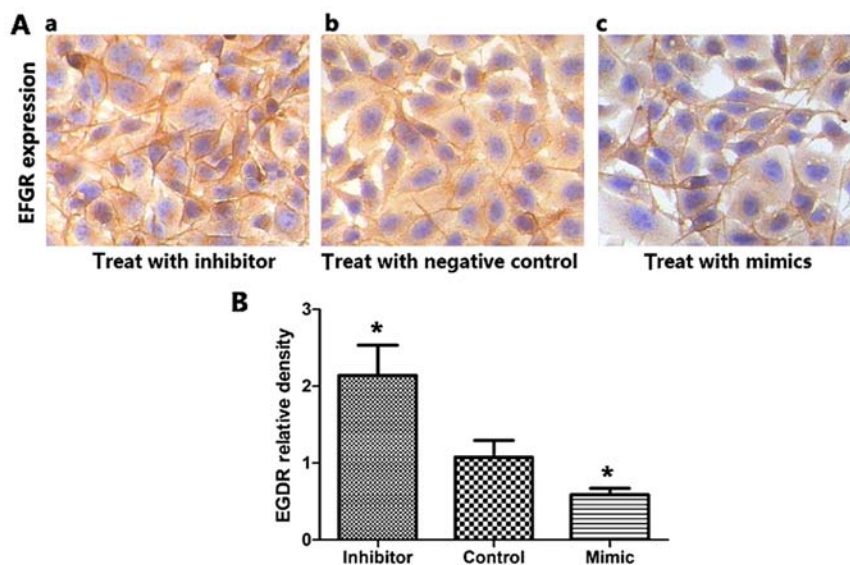 A
a
b
c
EFGR expression
Treat with inhibitor
Treat with negative control
Treat with mimics
B
EGDR relative density
3
2
1
0
*
*
Inhibitor
Control
Mimic